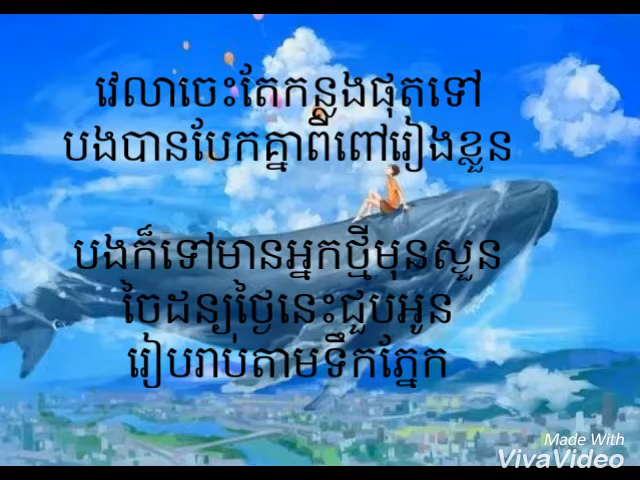 វេលាចេះតែកន្លងផុតទៅ
បងបានបែកគ្នាពីពៅរៀងខ្លួន
បងក៏ទៅមានអ្នកថ្មីមុនស្ងួន
ចៃដន្យថ្ងៃនេះជួបអូន
រៀបរាប់តាមទឹកភ្នែក
Made With
VivaVideo